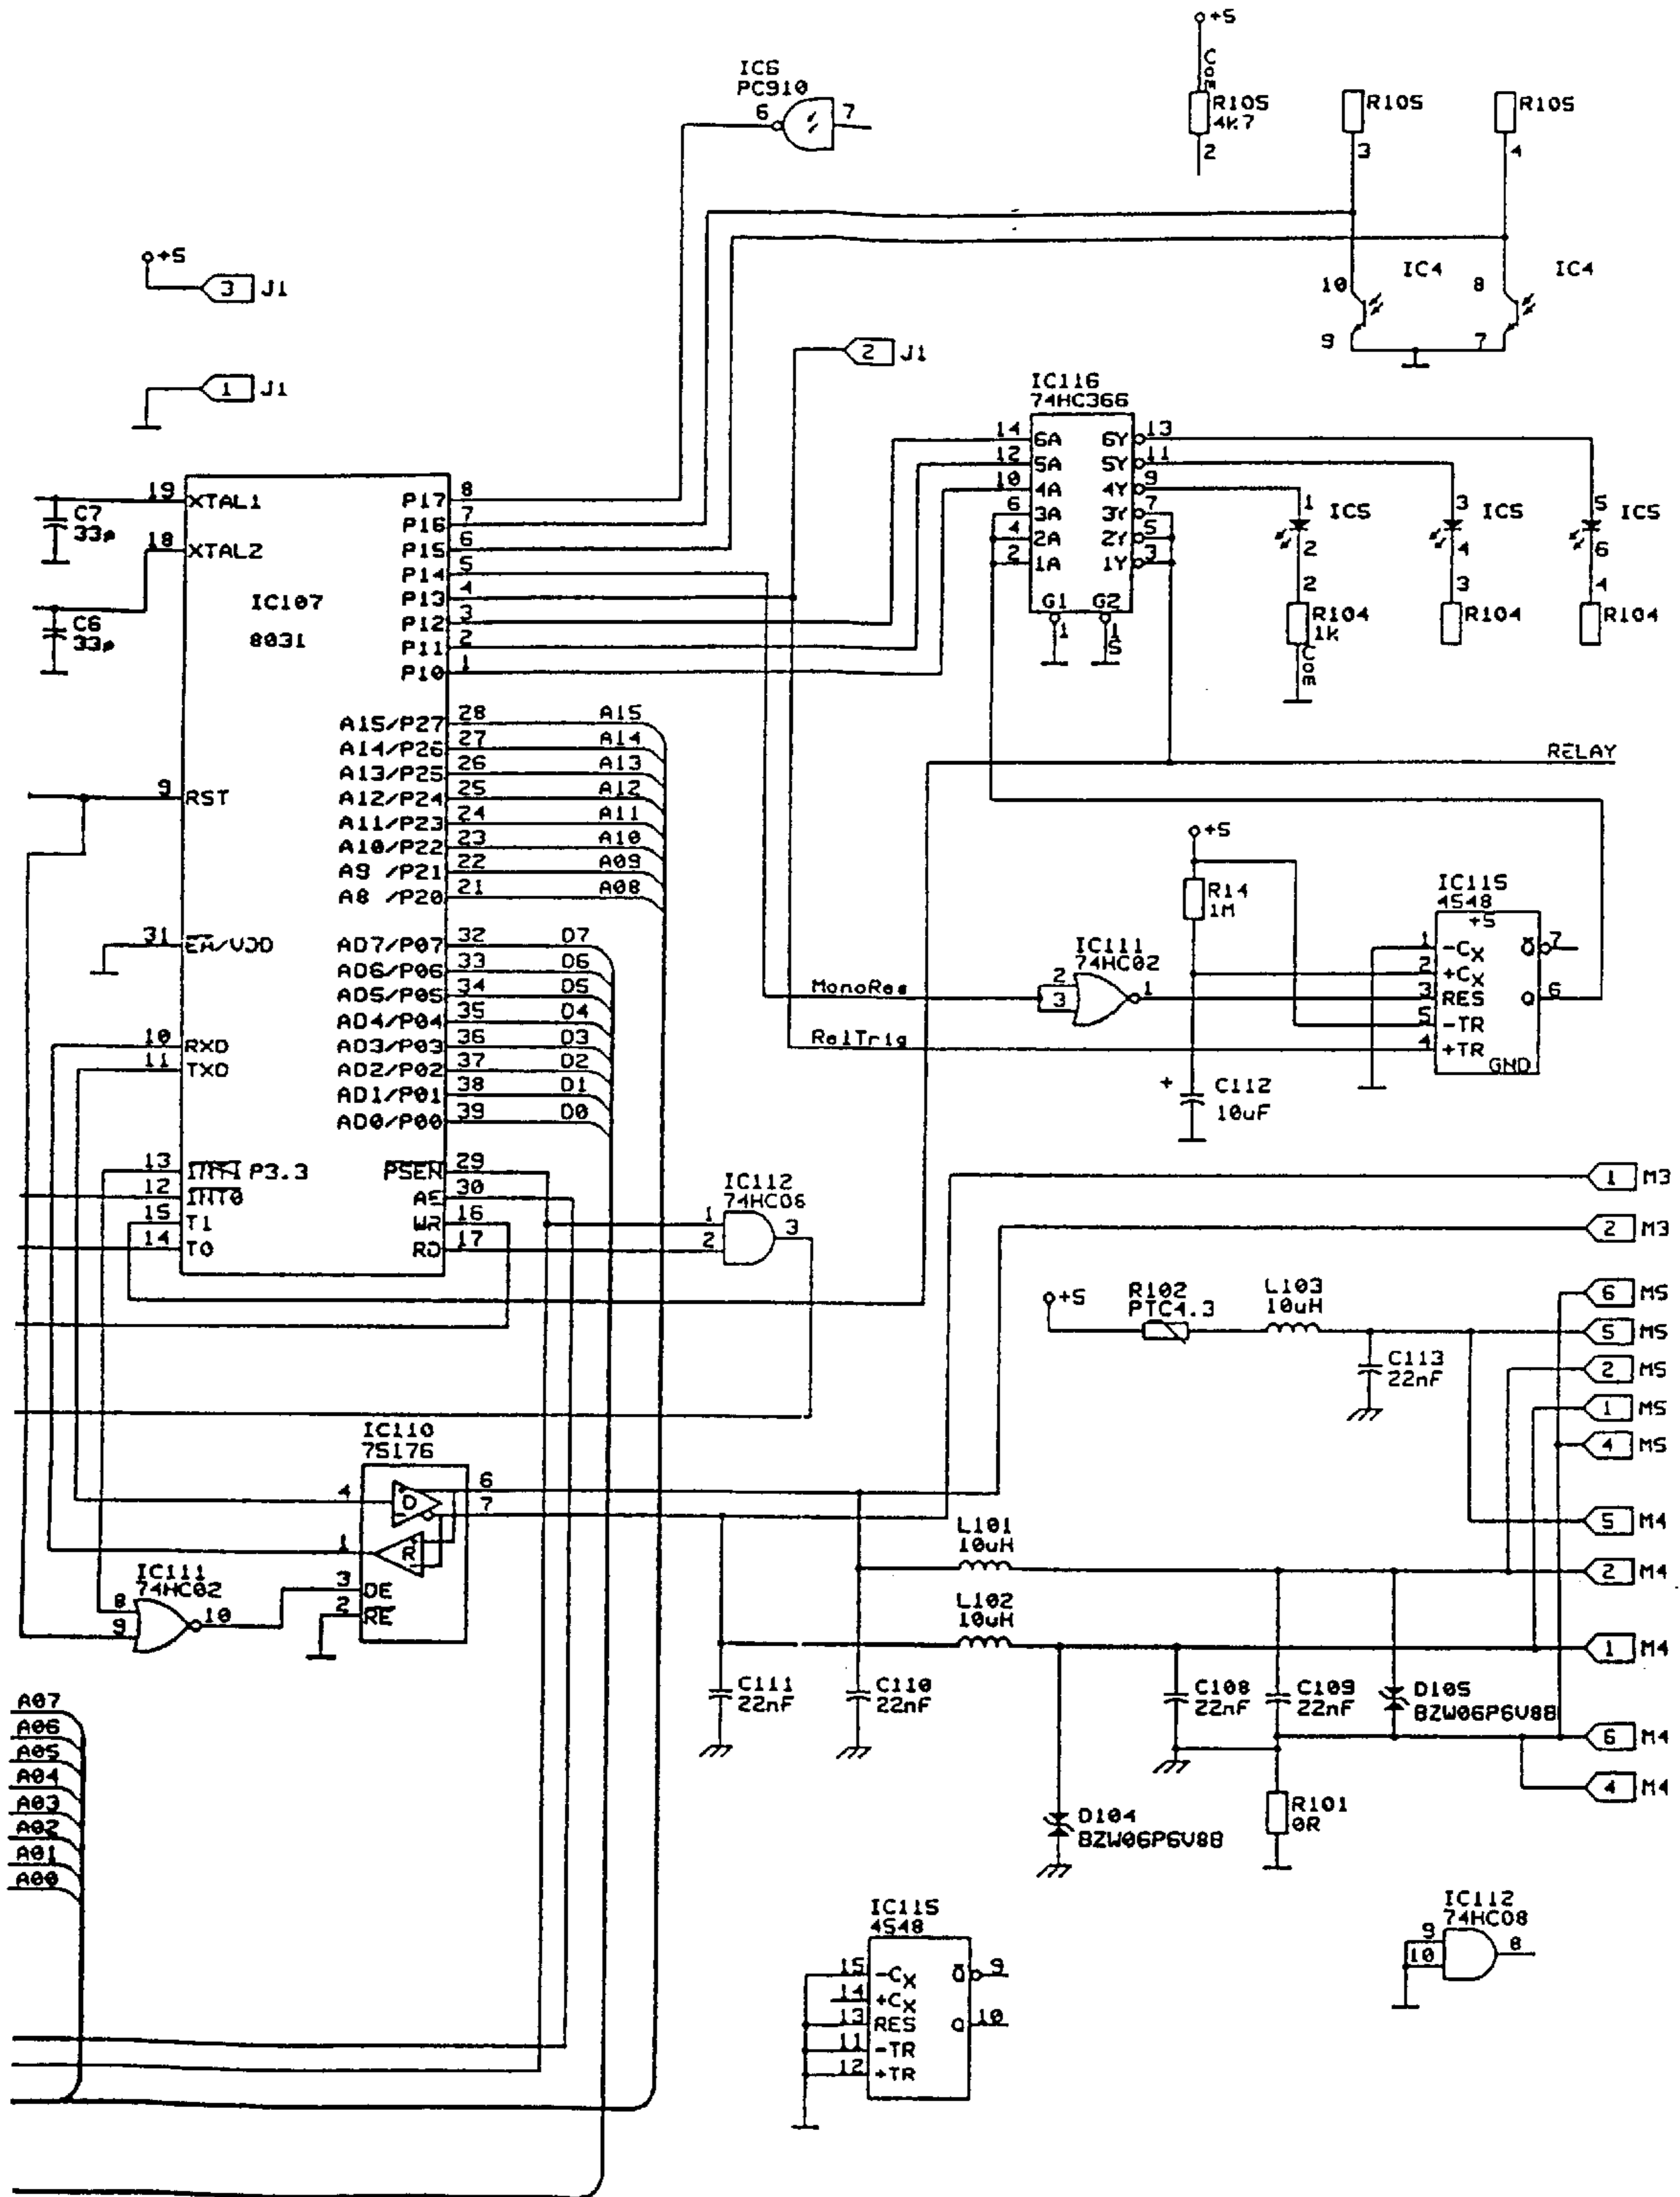 +5
Com
R105
4K7
2
R105
3
R105
4
IC6
PC910
6
7
+5
3
J1
1
J1
2
J1
IC4
10
9
IC4
8
7
IC116
74HC366
14
6A
6Y
13
12
5A
5Y
11
10
4A
4Y
9
6
3A
3Y
7
4
2A
2Y
5
2
1A
1Y
3
G1
G2
1
15
1
IC5
2
3
IC5
4
5
IC5
6
2
R104
1K
Com
3
R104
4
R104
C7
33p
C6
33p
IC107
8031
19
XTAL1
18
XTAL2
9
RST
31
EA/VDD
10
RXD
11
TXD
13
INT1 P3.3
12
INT0
15
T1
14
T0
P17
8
P16
7
P15
6
P14
5
P13
4
P12
3
P11
2
P10
1
A15/P27
28
A15
A14/P26
27
A14
A13/P25
26
A13
A12/P24
25
A12
A11/P23
24
A11
A10/P22
23
A10
A9 /P21
22
A09
A8 /P20
21
A08
AD7/P07
32
D7
AD6/P06
33
D6
AD5/P05
34
D5
AD4/P04
35
D4
AD3/P03
36
D3
AD2/P02
37
D2
AD1/P01
38
D1
AD0/P00
39
D0
PSEN
29
AE
30
WR
16
RD
17
RELAY
+5
R14
1M
IC111
74HC02
2
3
1
MonoRes
RelTrig
IC115
4548
+5
1
-Cx
2
+Cx
3
RES
5
-TR
4
+TR
Q
7
Q
6
GND
+
C112
10uF
IC112
74HC08
1
2
3
1
M3
2
M3
+5
R102
PTC4.3
L103
10uH
C113
22nF
6
M5
5
M5
2
M5
1
M5
4
M5
5
M4
2
M4
1
M4
6
M4
4
M4
IC110
75176
4
D
6
7
1
R
3
DE
2
RE
IC111
74HC02
8
9
10
L101
10uH
L102
10uH
C111
22nF
C110
22nF
C108
22nF
C109
22nF
D105
BZW06P6V8B
D104
BZW06P6V8B
R101
0R
A07
A06
A05
A04
A03
A02
A01
A00
IC115
4548
15
-Cx
14
+Cx
13
RES
11
-TR
12
+TR
Q
9
Q
10
IC112
74HC08
9
10
8